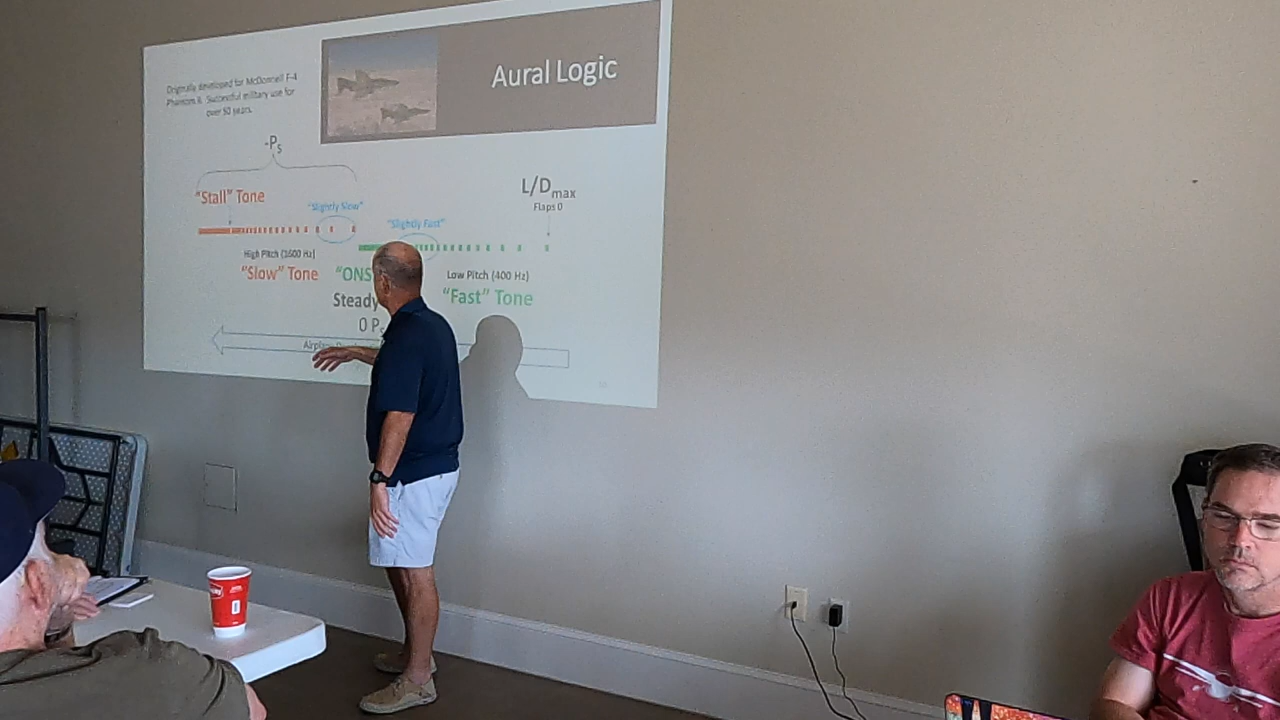 Originally developed for McDonnell F-4
Phantom II. Successful military use for
over 50 years.
Aural Logic
-Ps
"Stall" Tone
"Slightly Slow"
"Slightly Fast"
L/Dmax
Flaps 0
High Pitch (1600 Hz)
"Slow" Tone
"ONS
Low Pitch (400 Hz)
"Fast" Tone
Steady
0 Ps